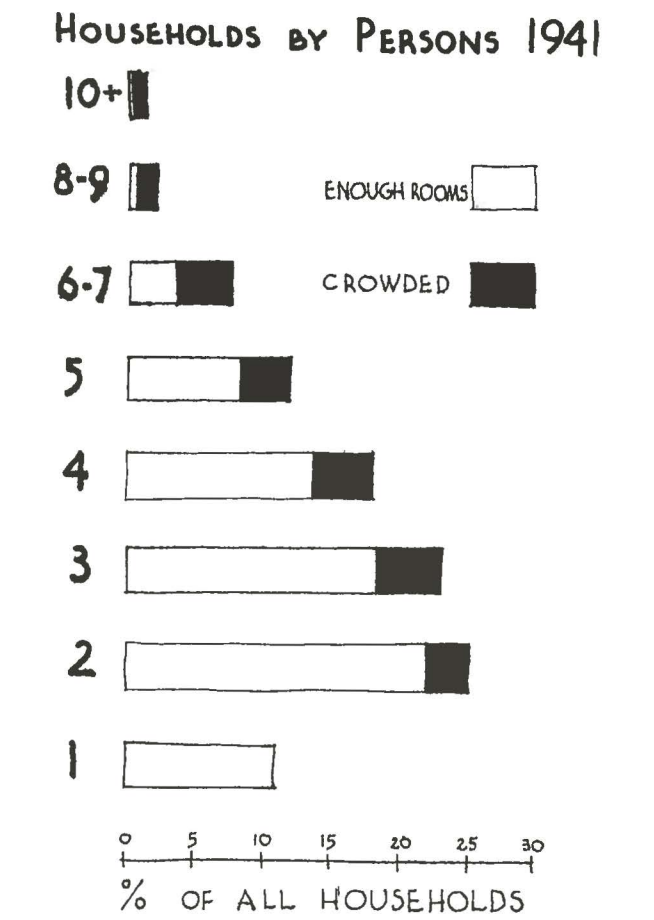 HOUSEHOLDS BY PERSONS 1941
10+
8-9
ENOUGH ROOMS
6-7
CROWDED
5
4
3
2
1
0 5 10 15 20 25 30
% OF ALL HOUSEHOLDS